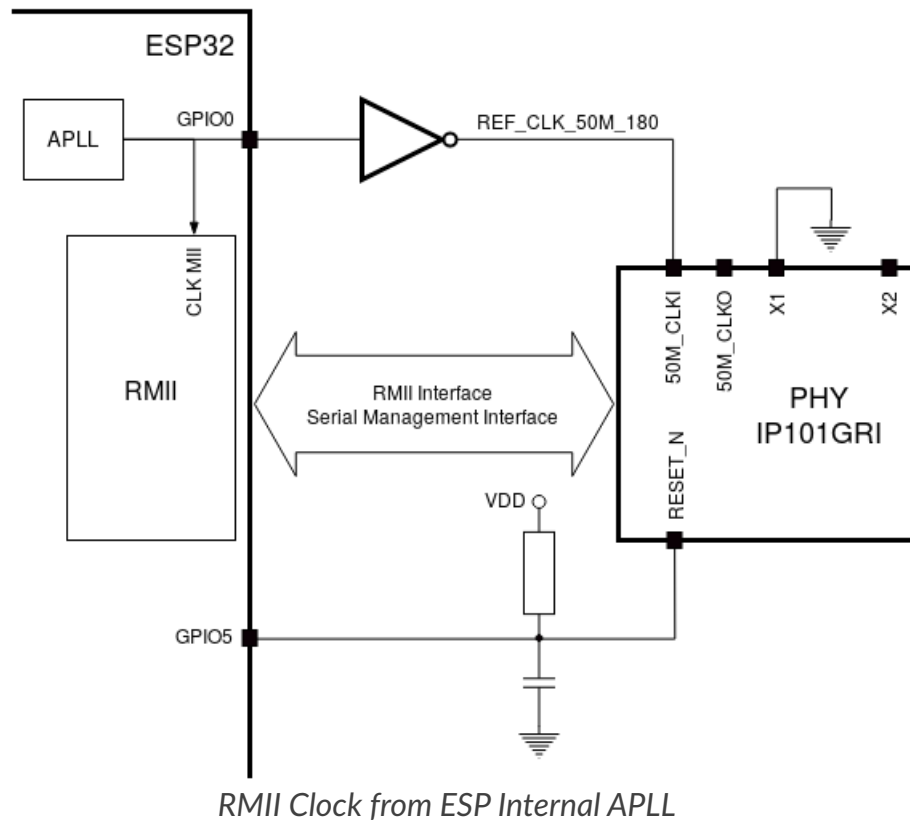 ESP32
GPIO0
APLL
REF_CLK_50M_180
CLK MII
RMII
RMII Interface
Serial Management Interface
50M_CLKI
50M_CLKO
X1
X2
PHY
IP101GRI
RESET_N
VDD
GPIO5
RMII Clock from ESP Internal APLL